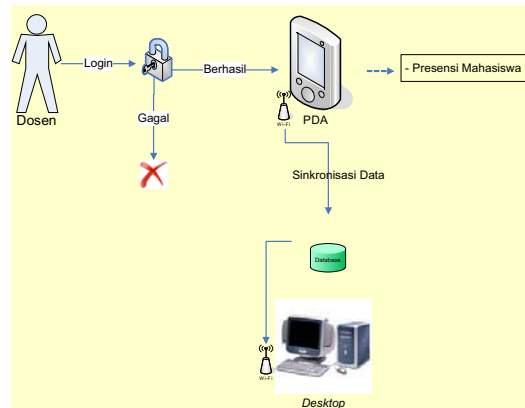 Dosen
Login
Berhasil
Gagal
Wi-Fi
PDA
- Presensi Mahasiswa
Sinkronisasi Data
Database
Wi-Fi
Desktop